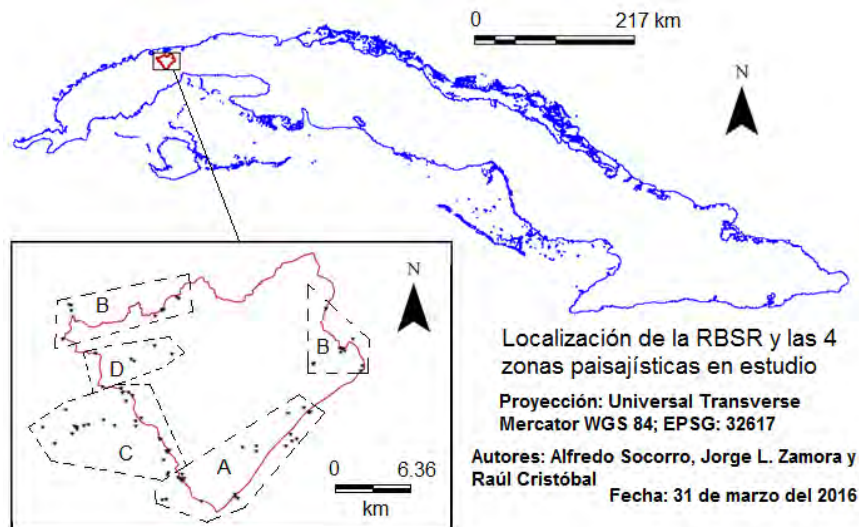 0 217 km
N
N
B
B
D
C
A
0 6.36
km
Localización de la RBSR y las 4
zonas paisajísticas en estudio
Proyección: Universal Transverse
Mercator WGS 84; EPSG: 32617
Autores: Alfredo Socorro, Jorge L. Zamora y
Raúl Cristóbal
Fecha: 31 de marzo del 2016